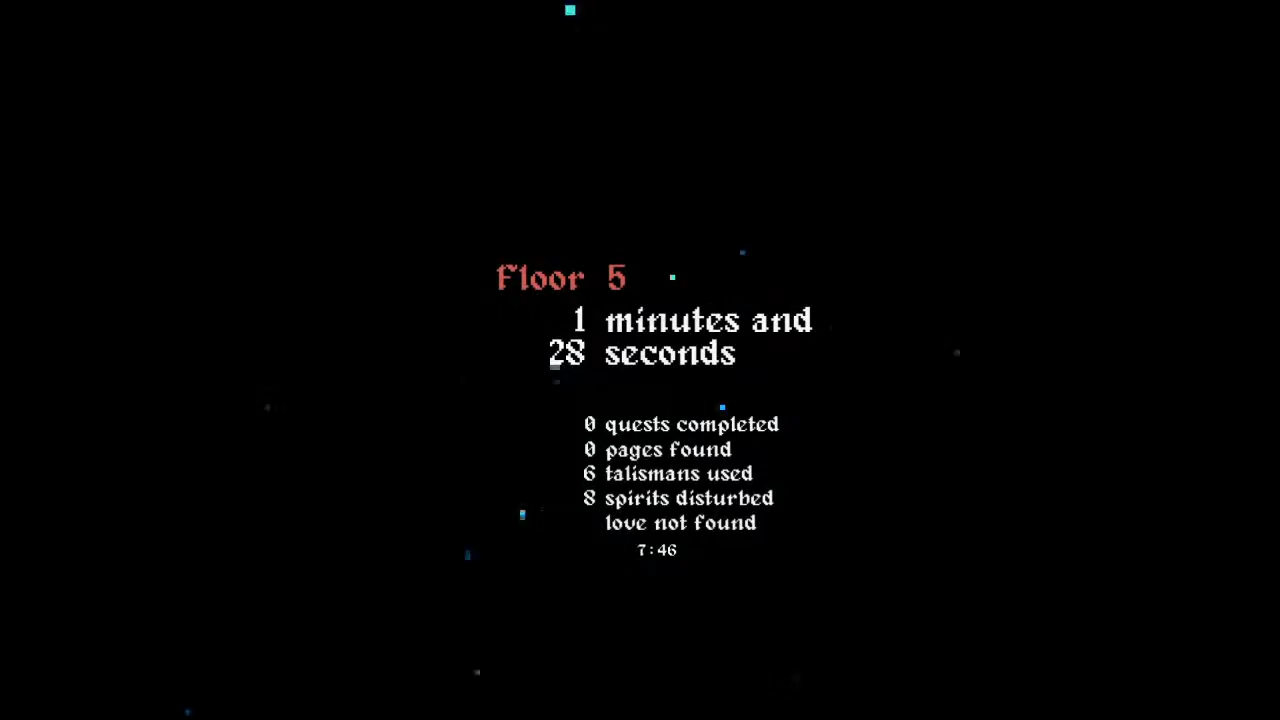 Floor 5
1 minutes and
28 seconds
0 quests completed
0 pages found
6 talismans used
8 spirits disturbed
love not found
7:46